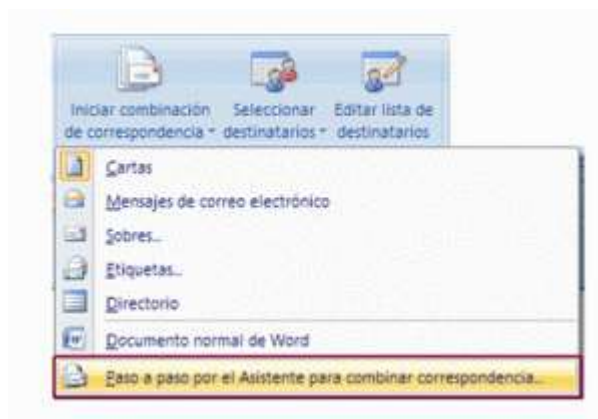 Iniciar combinación Seleccionar Editar lista de
de correspondencia destinatarios destinatarios
Cartas
Mensajes de correo electrónico
Sobres...
Etiquetas...
Directorio
Documento normal de Word
Paso a paso por el Asistente para combinar correspondencia...